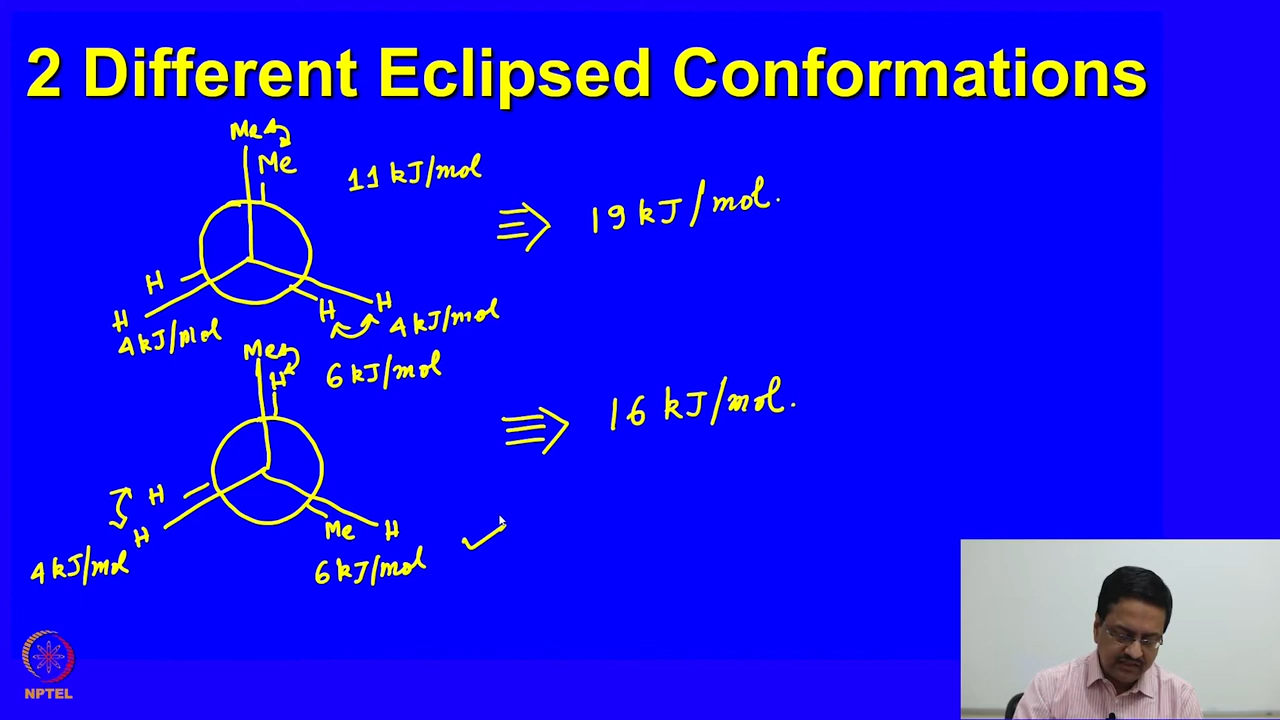 2 Different Eclipsed Conformations
Me
Me
11 kJ/mol
19 kJ/mol.
H
H
H
H
4 kJ/mol
4 kJ/mol
Me
H
6 kJ/mol
16 kJ/mol.
H
H
Me
H
4 kJ/mol
6 kJ/mol
NPTEL